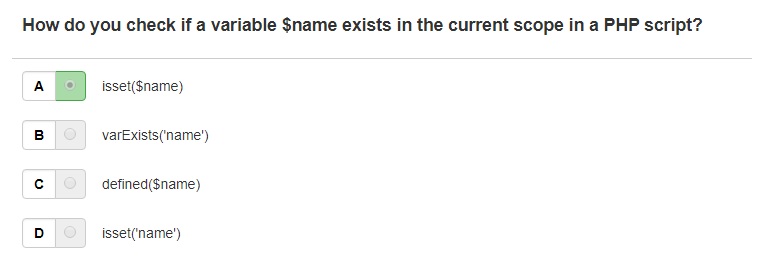 How do you check if a variable $name exists in the current scope in a PHP script?
A isset($name)
B varExists('name')
C defined($name)
D isset('name')